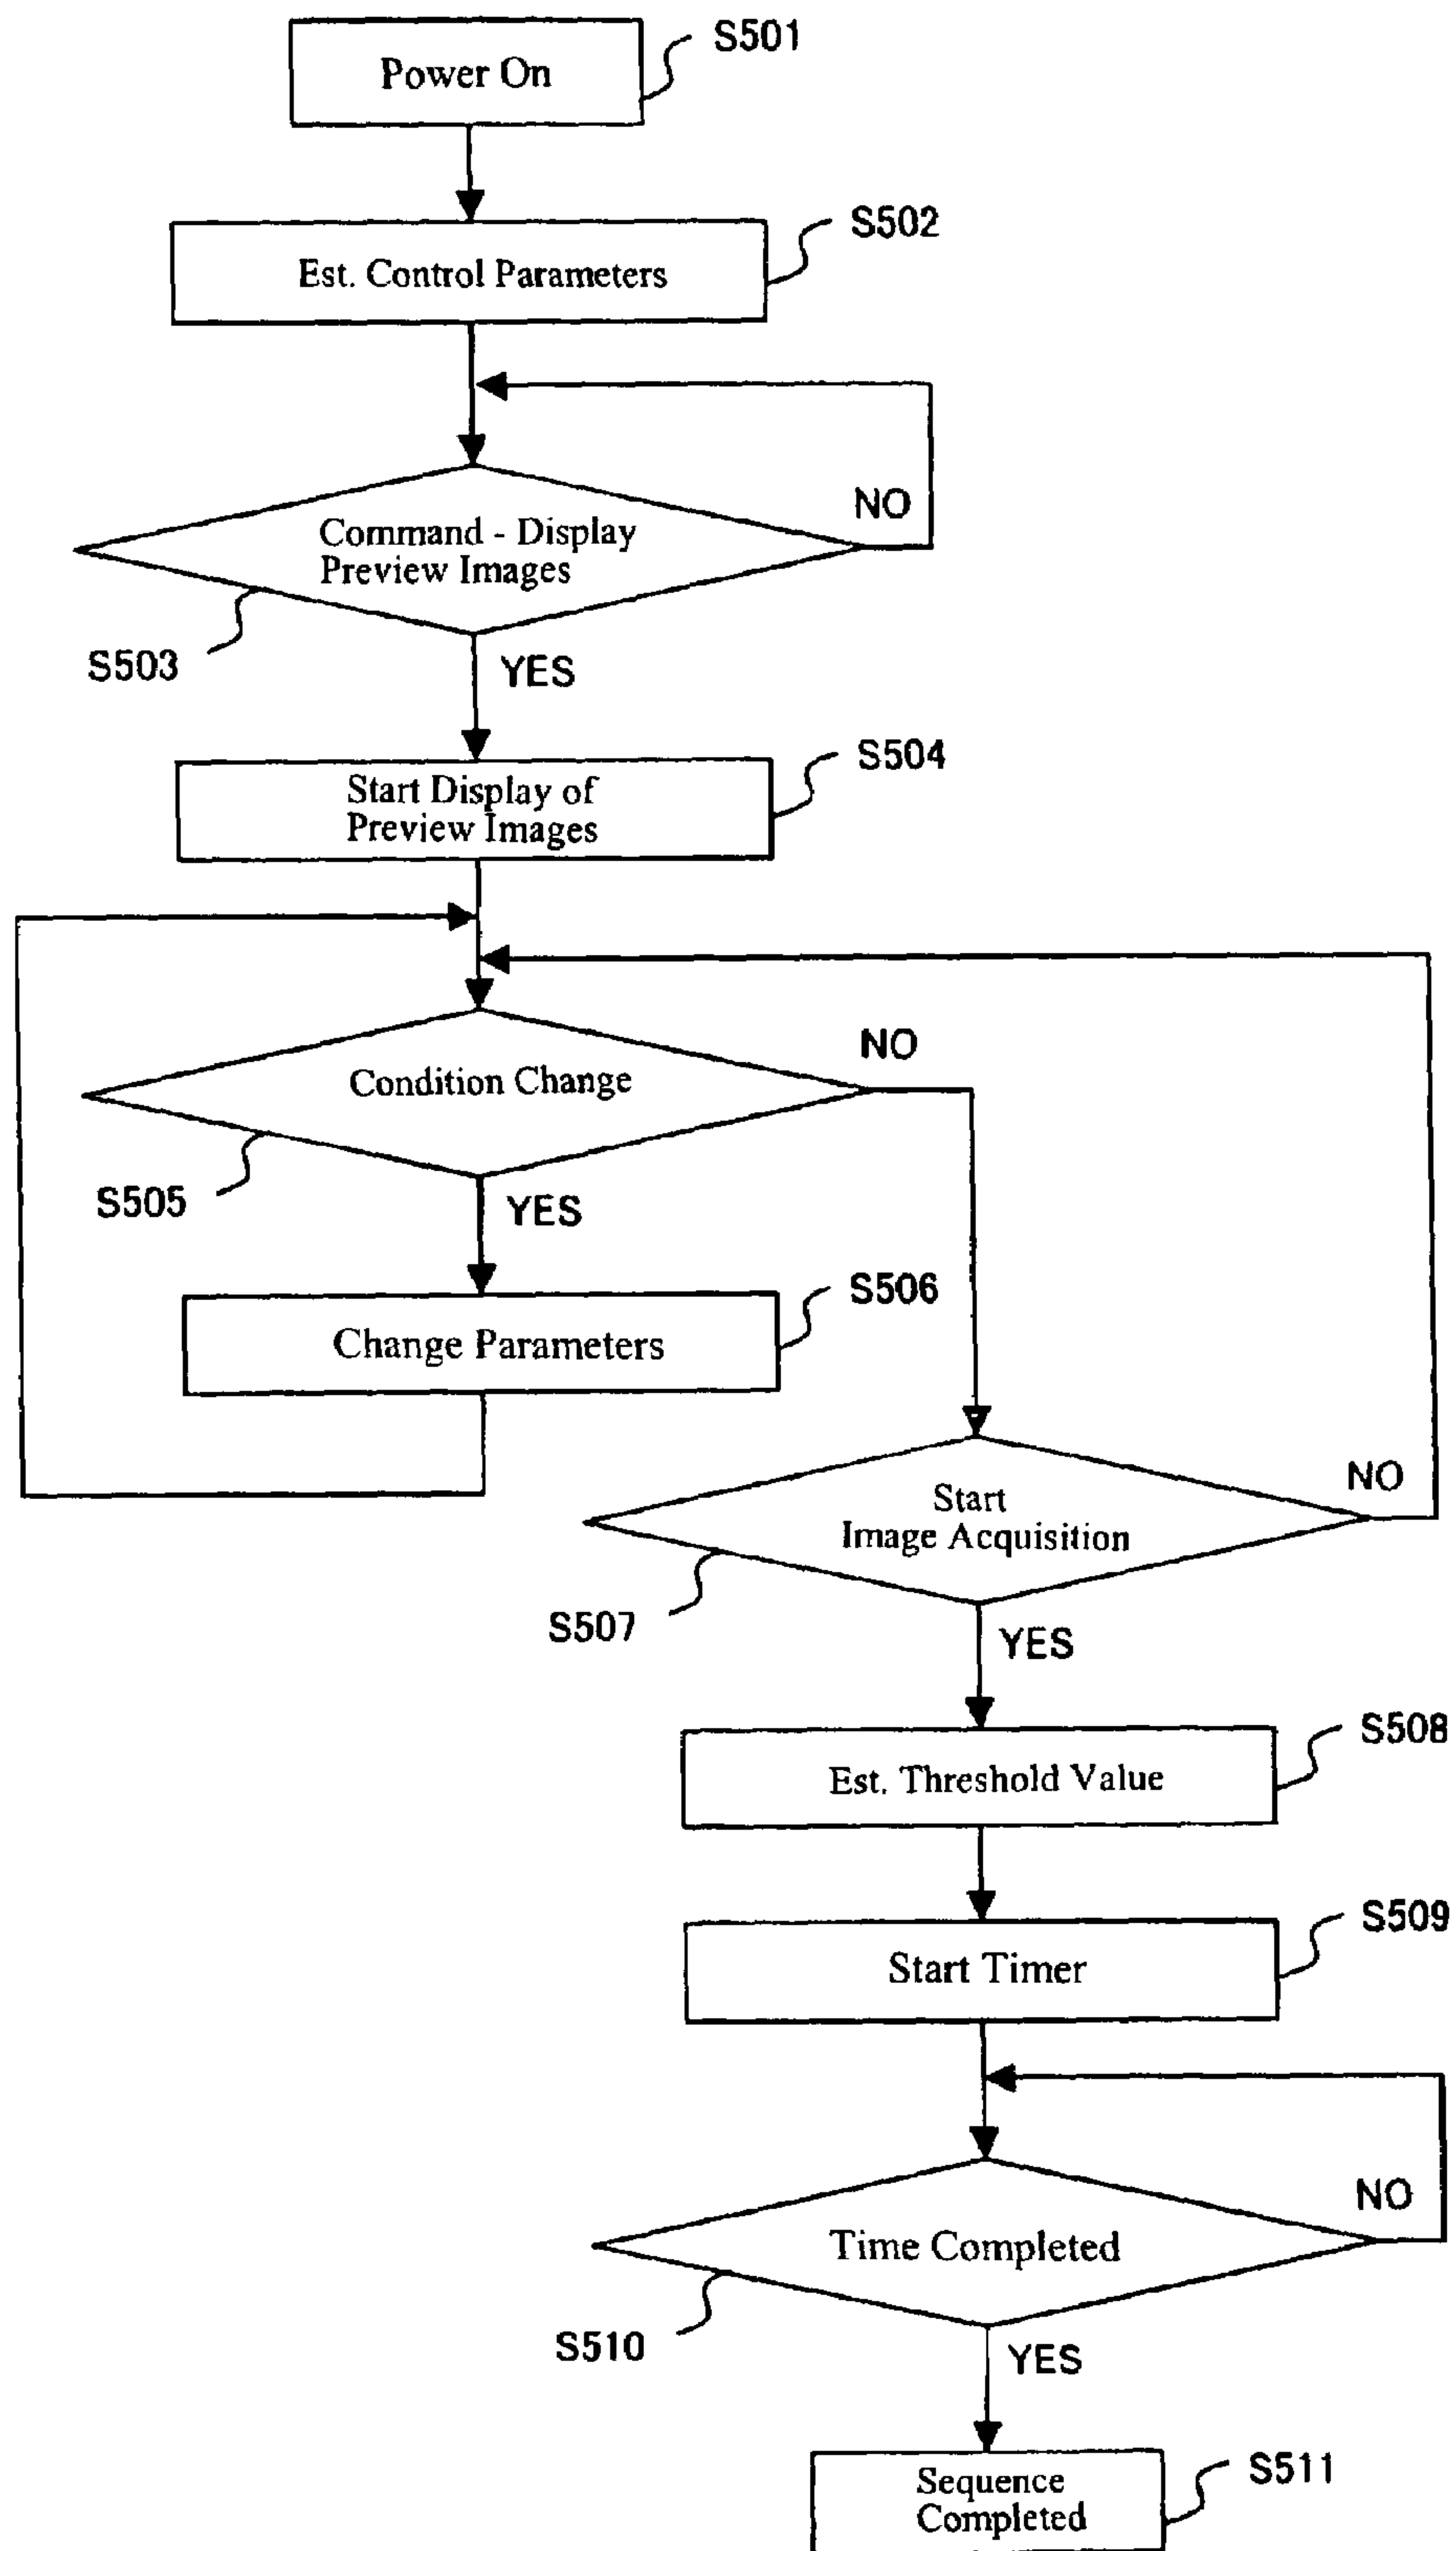 S501
Power On
S502
Est. Control Parameters
NO
Command - Display
Preview Images
S503
YES
S504
Start Display of
Preview Images
NO
Condition Change
S505
YES
S506
Change Parameters
NO
Start
Image Acquisition
S507
YES
S508
Est. Threshold Value
S509
Start Timer
NO
Time Completed
S510
YES
S511
Sequence
Completed